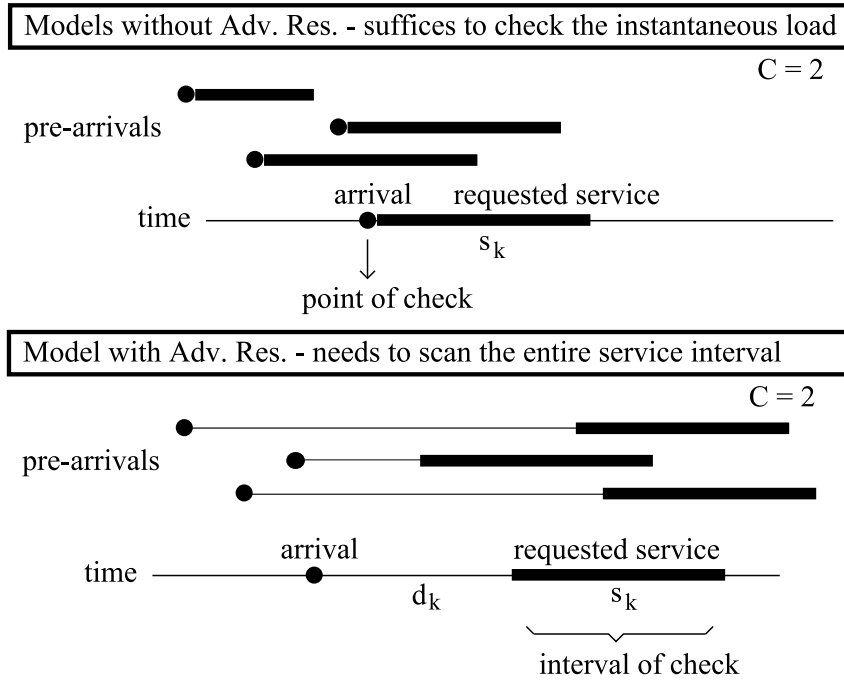 Models without Adv. Res. - suffices to check the instantaneous load
C = 2
pre-arrivals
arrival
requested service
time
s_k
point of check
Model with Adv. Res. - needs to scan the entire service interval
C = 2
pre-arrivals
arrival
requested service
time
d_k
s_k
interval of check